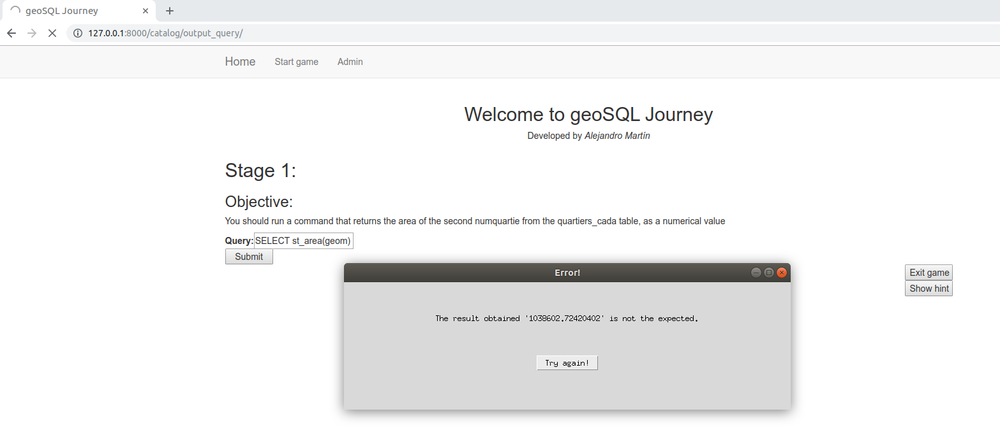 geoSQL Journey
127.0.0.1:8000/catalog/output_query/
Home Start game Admin
Welcome to geoSQL Journey
Developed by Alejandro Martín
Stage 1:
Objective:
You should run a command that returns the area of the second numquartie from the quartiers_cada table, as a numerical value
Query: SELECT st_area(geom)
Submit
Error!
The result obtained '1038602.72420402' is not the expected.
Try again!
Exit game
Show hint